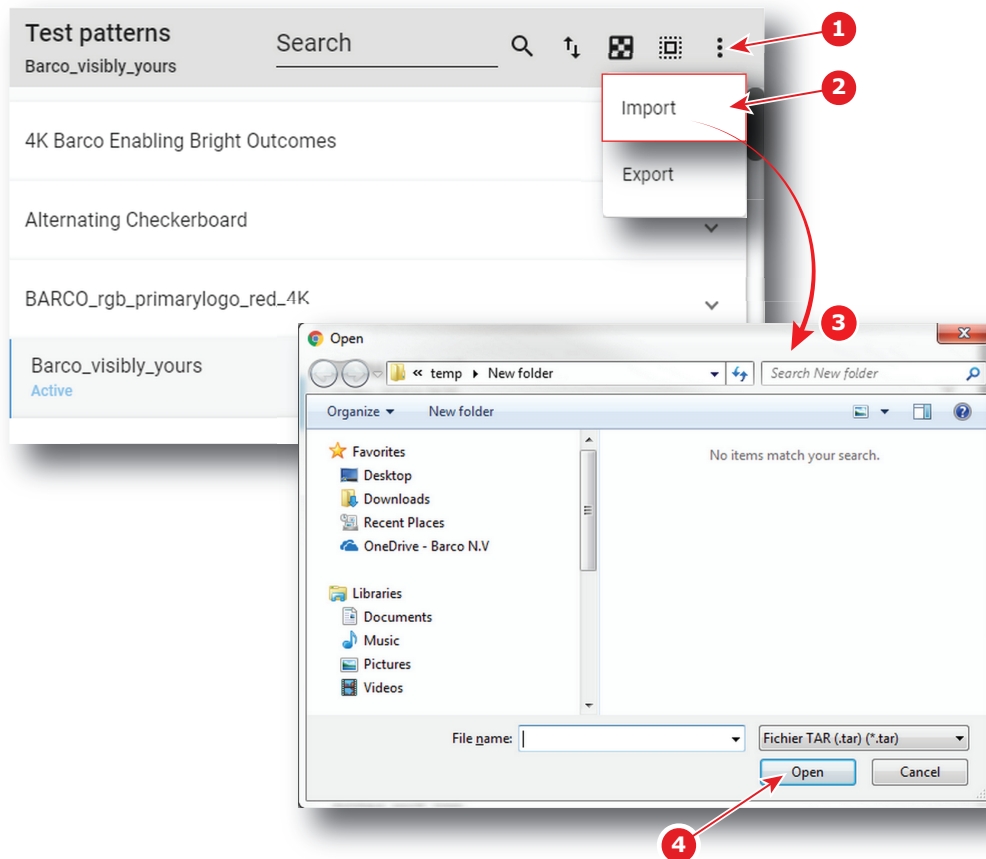 Test patterns
Search
Barco_visibly_yours
1
2
Import
4K Barco Enabling Bright Outcomes
Export
Alternating Checkerboard
BARCO_rgb_primarylogo_red_4K
3
Barco_visibly_yours
Active
Open
« temp New folder
Search New folder
Organize
New folder
Favorites
Desktop
Downloads
Recent Places
OneDrive - Barco N.V
Libraries
Documents
Music
Pictures
Videos
No items match your search.
File name:
Fichier TAR (.tar) (*.tar)
Open
Cancel
4